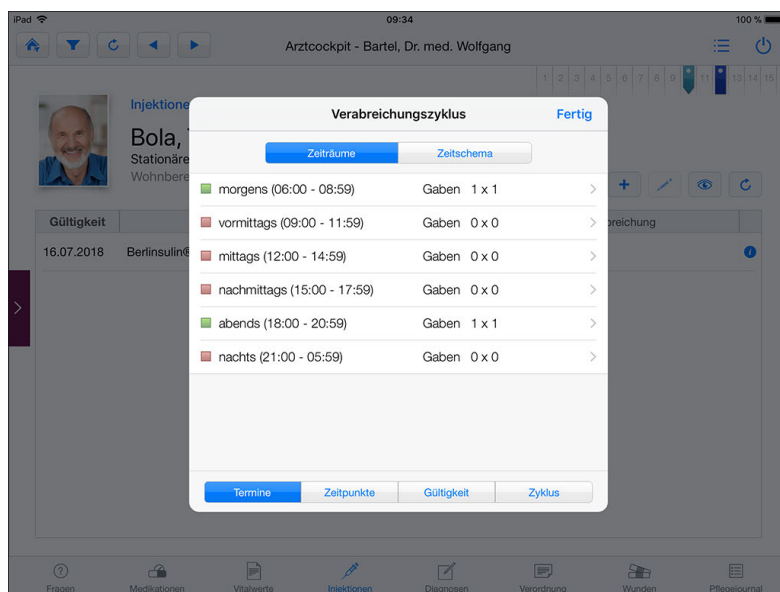 iPad 09:34 100 %
Arztcockpit - Bartel, Dr. med. Wolfgang
1 2 3 4 5 6 7 8 9 11 13 14 15
Injektione
Bola,
Stationäre
Wohnbere
Gültigkeit breichung
16.07.2018 Berlinsulin®
Verabreichungszyklus Fertig
Zeiträume Zeitschema
morgens (06:00 - 08:59) Gaben 1 x 1
vormittags (09:00 - 11:59) Gaben 0 x 0
mittags (12:00 - 14:59) Gaben 0 x 0
nachmittags (15:00 - 17:59) Gaben 0 x 0
abends (18:00 - 20:59) Gaben 1 x 1
nachts (21:00 - 05:59) Gaben 0 x 0
Termine Zeitpunkte Gültigkeit Zyklus
Fragen Medikationen Vitalwerte Injektionen Diagnosen Verordnung Wunden Pflegejournal